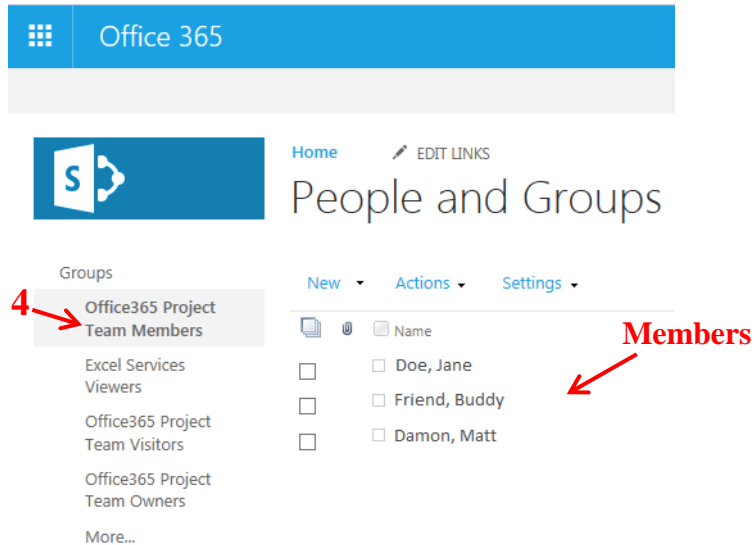 Office 365
S
Home EDIT LINKS
People and Groups
Groups
4
Office365 Project
Team Members
Excel Services
Viewers
Office365 Project
Team Visitors
Office365 Project
Team Owners
More...
New Actions Settings
Name
Members
Doe, Jane
Friend, Buddy
Damon, Matt